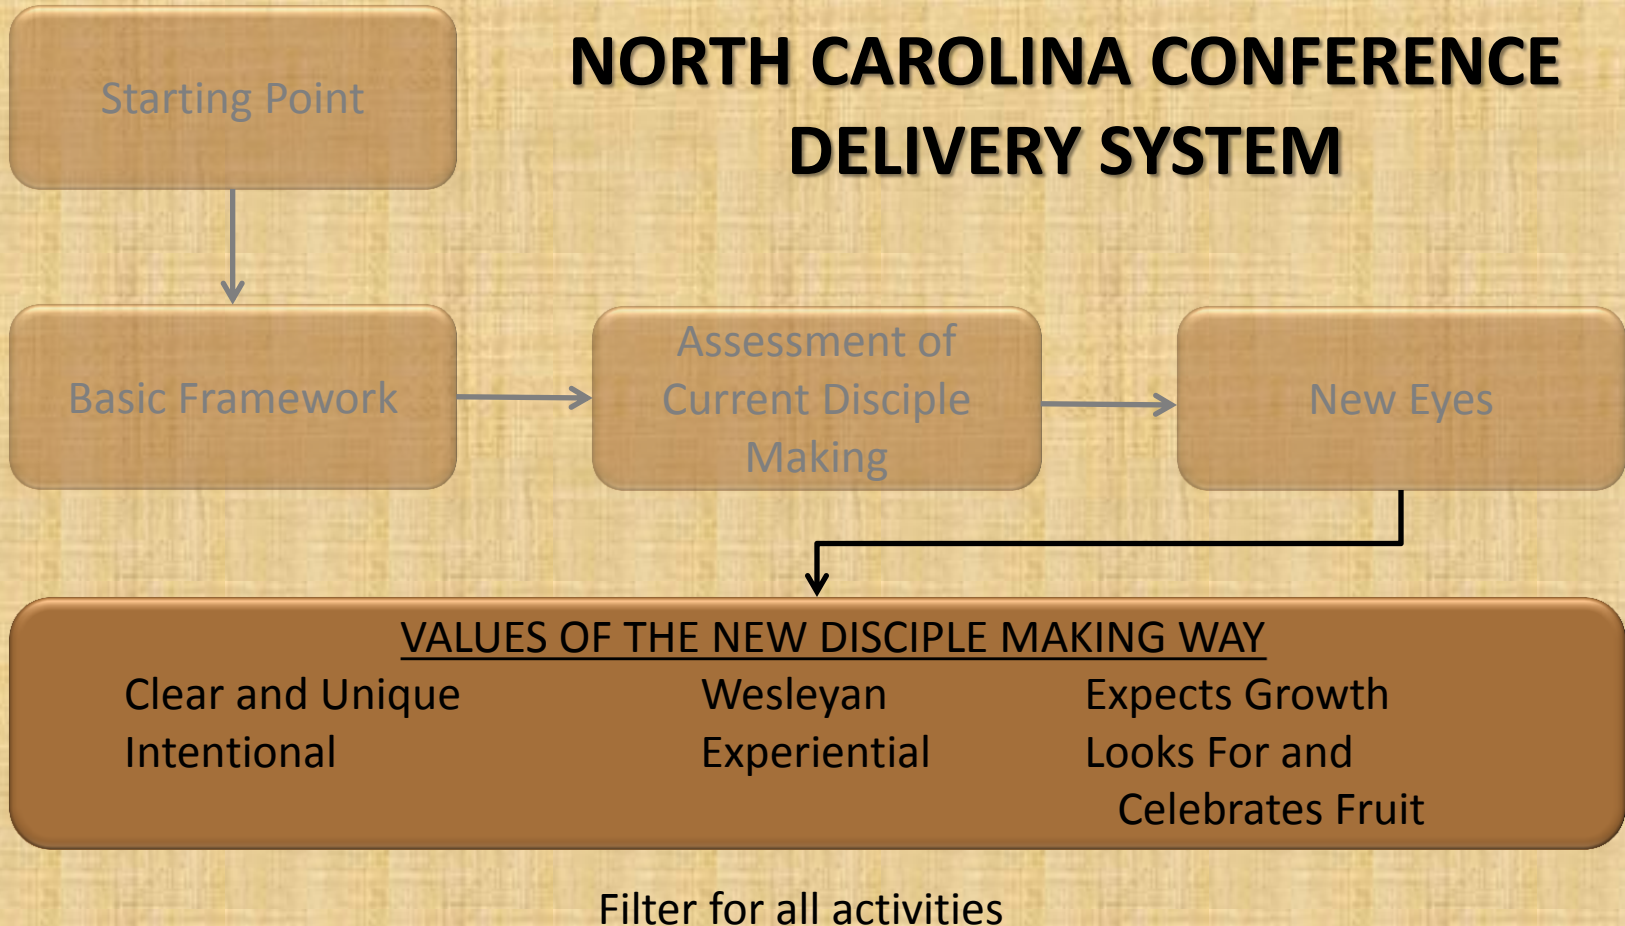 NORTH CAROLINA CONFERENCE
DELIVERY SYSTEM
Starting Point
Basic Framework
Assessment of
Current Disciple
Making
New Eyes
VALUES OF THE NEW DISCIPLE MAKING WAY
Clear and Unique Wesleyan Expects Growth
Intentional Experiential Looks For and
Celebrates Fruit
Filter for all activities